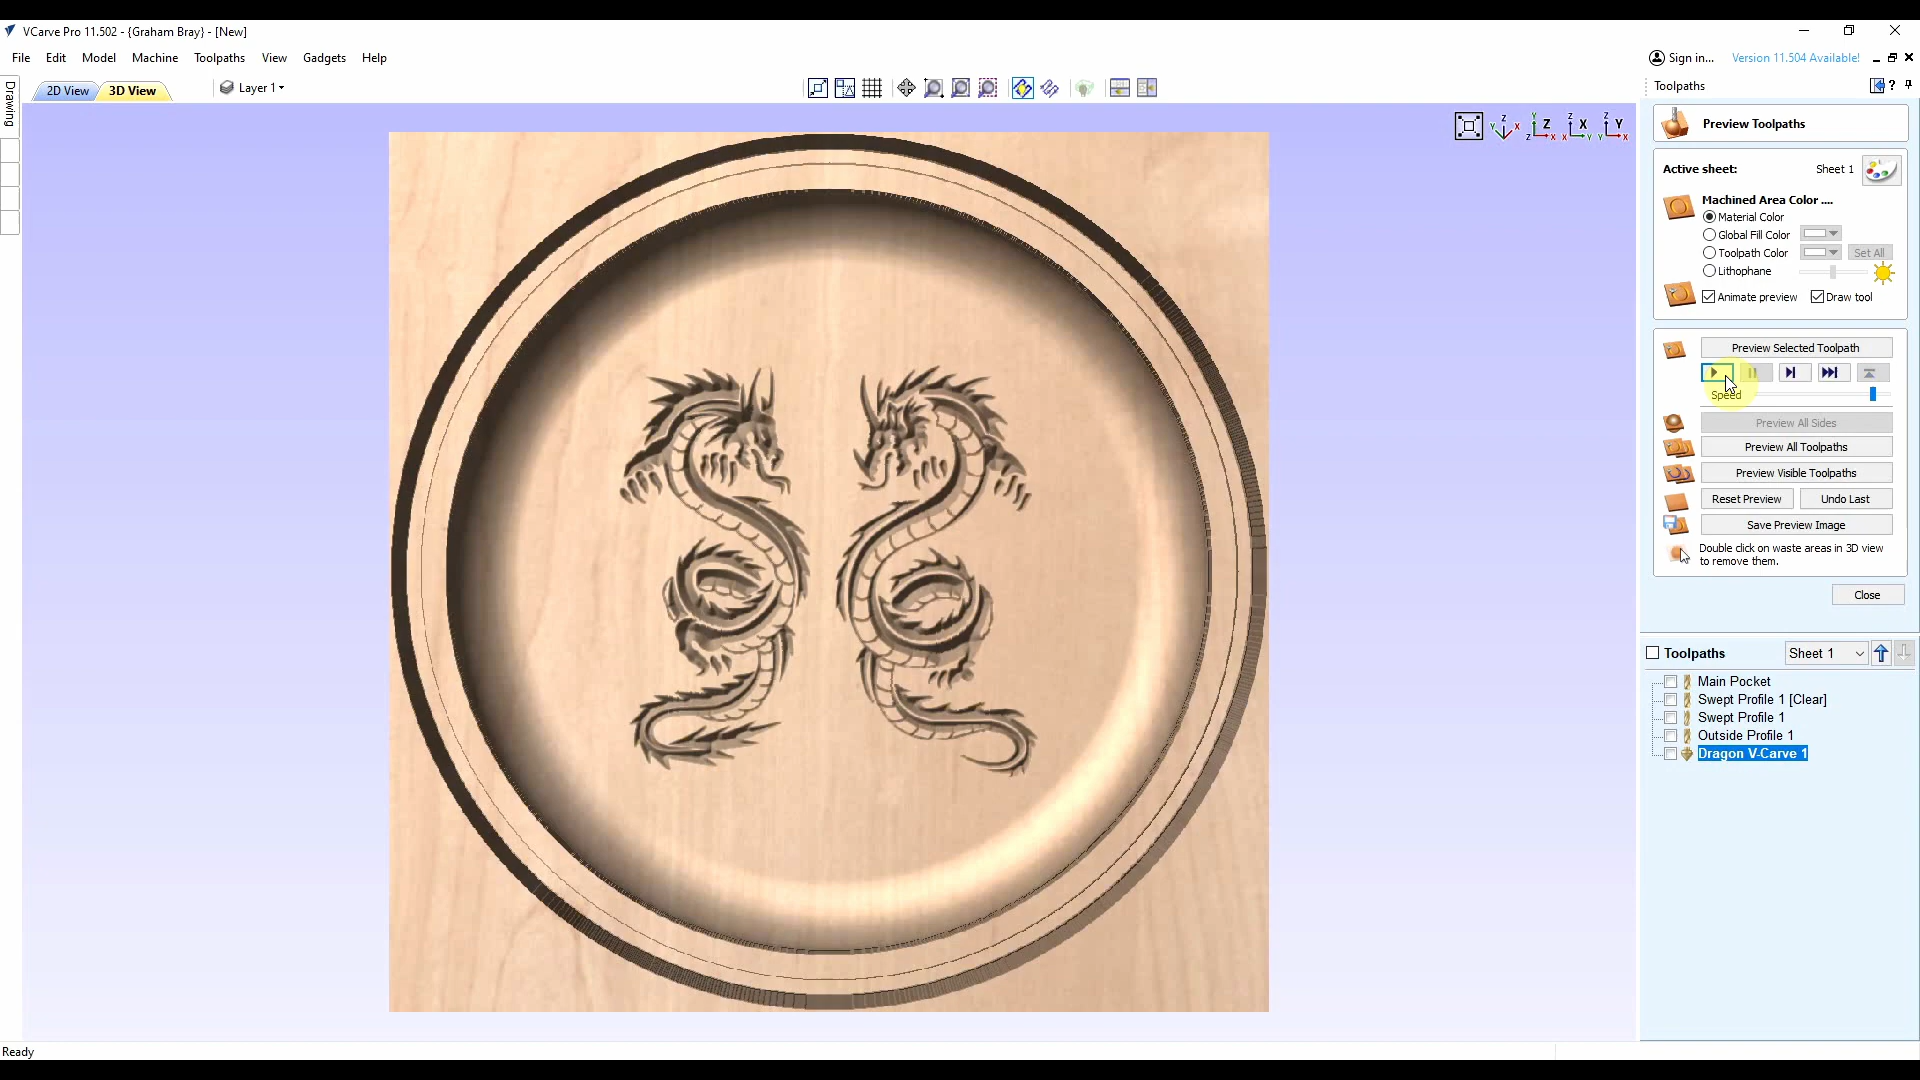 VCarve Pro 11.502 - {Graham Bray} - [New]
File Edit Model Machine Toolpaths View Gadgets Help
Sign in... Version 11.504 Available!
Drawing
2D View 3D View Layer 1
Toolpaths
Z Y X
Y Z Z X X
Z X X Y
Z Y Y X
Preview Toolpaths
Active sheet: Sheet 1
Machined Area Color ....
Material Color
Global Fill Color
Toolpath Color Set All
Lithophane
Animate preview Draw tool
Preview Selected Toolpath
Speed
Preview All Sides
Preview All Toolpaths
Preview Visible Toolpaths
Reset Preview Undo Last
Save Preview Image
Double click on waste areas in 3D view
to remove them.
Close
Toolpaths Sheet 1
Main Pocket
Swept Profile 1 [Clear]
Swept Profile 1
Outside Profile 1
Dragon V-Carve 1
Ready